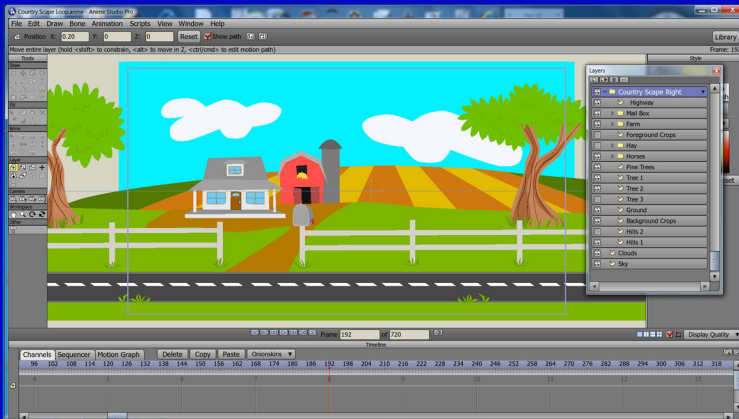 Country Scape Loop.anme - Anime Studio Pro
File Edit Draw Bone Animation Scripts View Window Help
Position X: 0.20 Y: 0 Z: 0 Reset Show path
Library
Move entire layer (hold <shift> to constrain, <alt> to move in Z, <ctrl/cmd> to edit motion path)
Frame: 192
Tools
Style
Draw
Layers
Country Scape Right
Highway
Mail Box
Farm
Foreground Crops
Hay
Horses
Pine Trees
Tree 1
Tree 2
Tree 3
Ground
Background Crops
Hills 2
Hills 1
Clouds
Sky
Fill
Bone
Layer
Camera
Workspace
Other
Frame 192 of 720
Display Quality
Timeline
Channels Sequencer Motion Graph Delete Copy Paste Onionskins
96 102 108 114 120 126 132 138 144 150 156 162 168 174 180 186 192 198 204 210 216 222 228 234 240 246 252 258 264 270 276 282 288 294 300 306 312 318
4 5 6 7 8 9 10 11 12 13